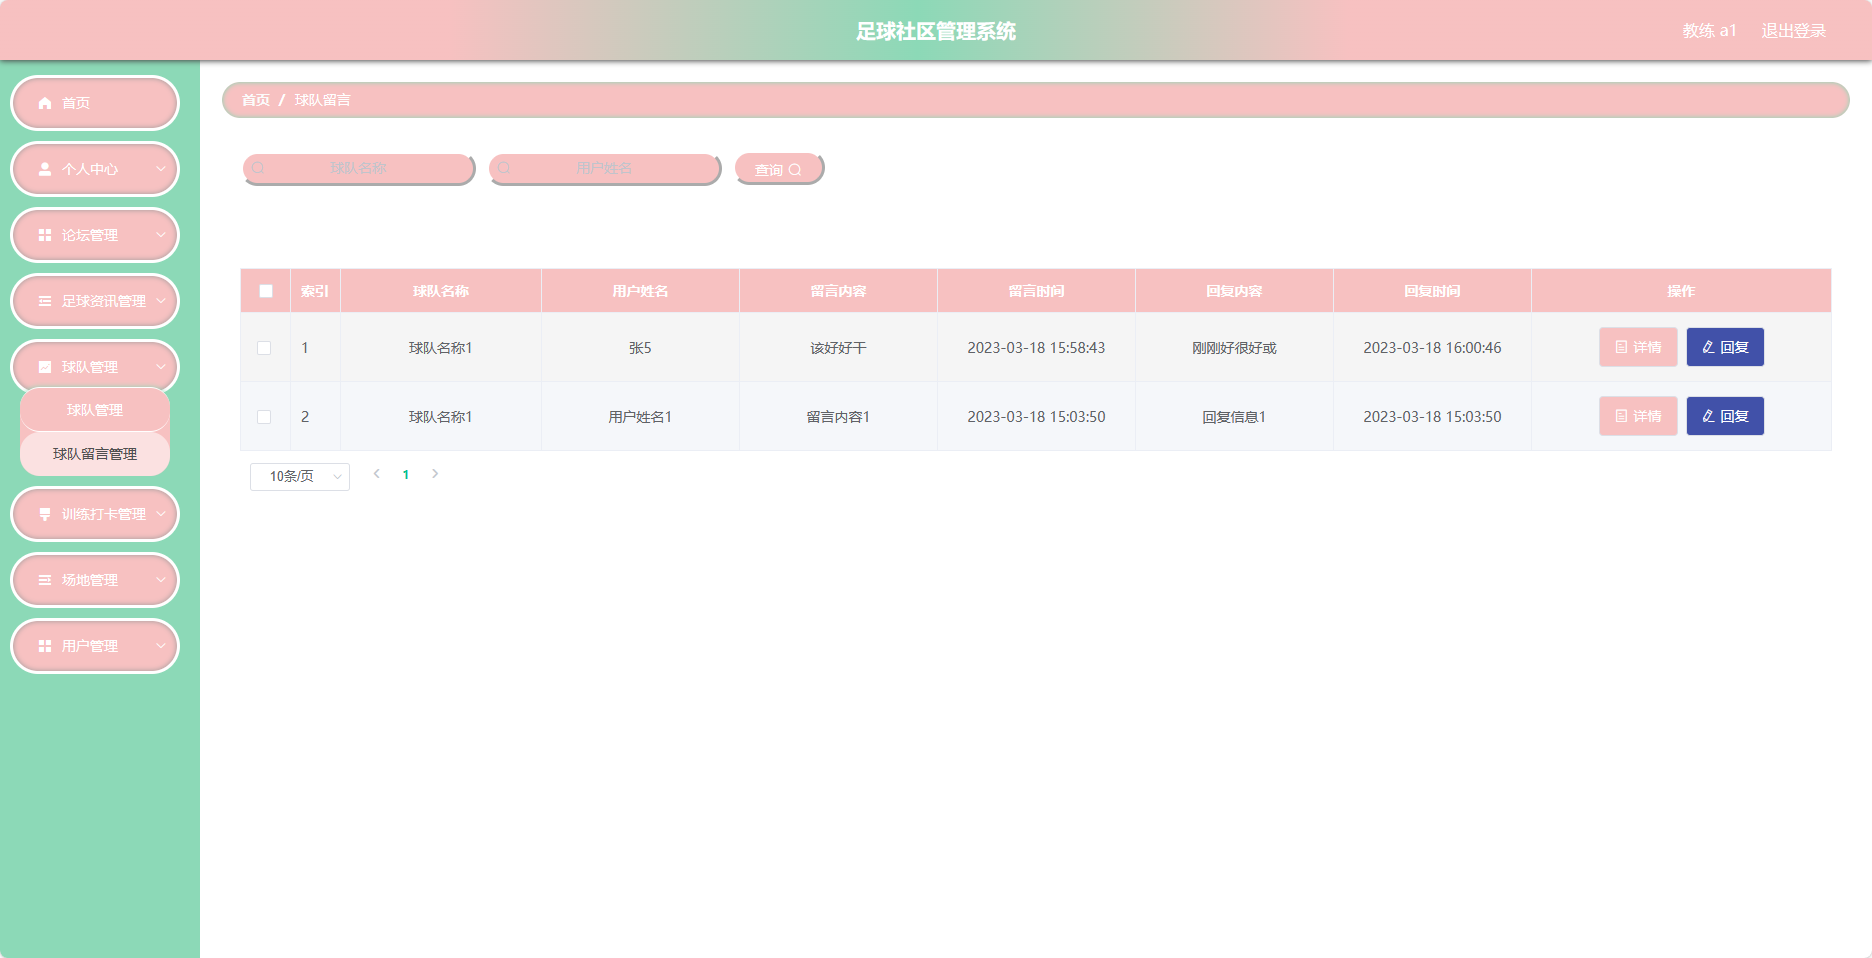 足球社区管理系统
教练 a1 退出登录
首页
个人中心
论坛管理
足球资讯管理
球队管理
球队管理
球队留言管理
训练打卡管理
场地管理
用户管理
首页 / 球队留言
球队名称 用户姓名 查询
索引 球队名称 用户姓名 留言内容 留言时间 回复内容 回复时间 操作
1 球队名称1 张5 该好好干 2023-03-18 15:58:43 刚刚好很好或 2023-03-18 16:00:46 详情 回复
2 球队名称1 用户姓名1 留言内容1 2023-03-18 15:03:50 回复信息1 2023-03-18 15:03:50 详情 回复
10条/页 1